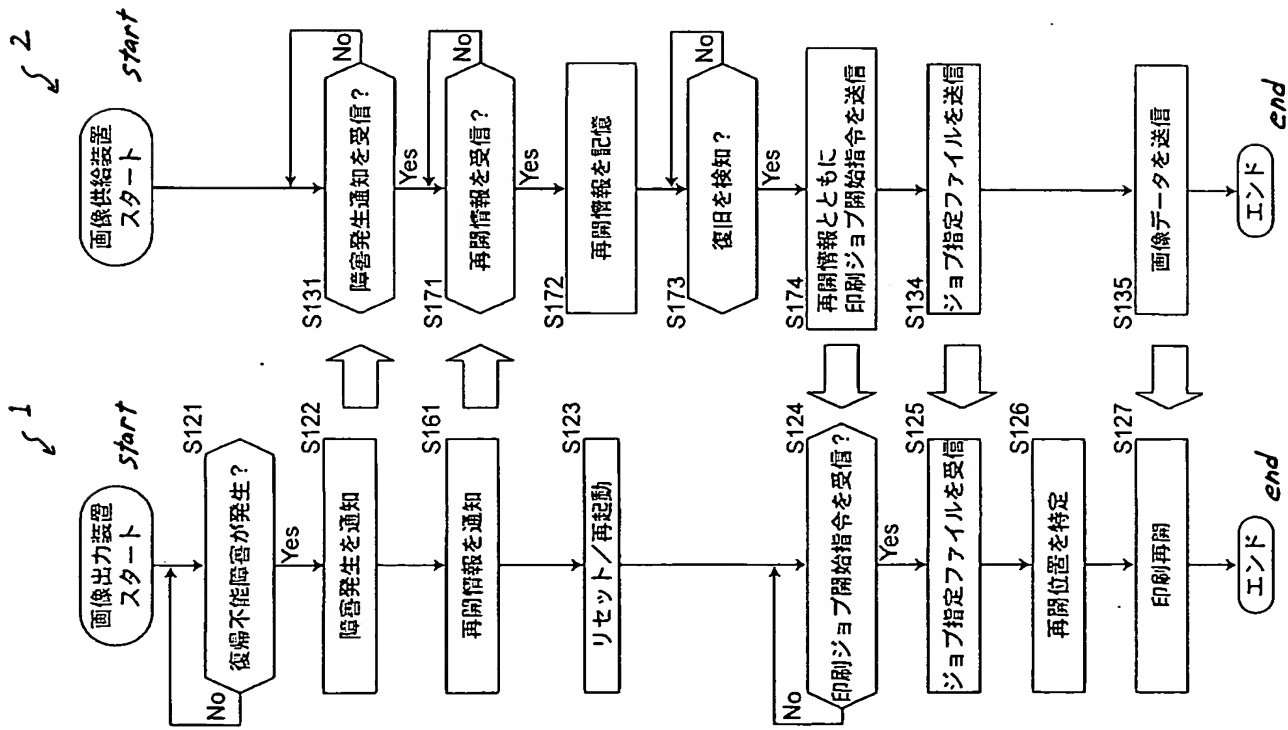 1
start
画像出力装置
スタート
S121
復帰不能障害が発生？
No
Yes
S122
障害発生を通知
S161
再開情報を通知
S123
リセット／再起動
S124
印刷ジョブ開始指令を受信？
No
Yes
S125
ジョブ指定ファイルを受信
S126
再開位置を特定
S127
印刷再開
エンド
end
2
start
画像供給装置
スタート
S131
障害発生通知を受信？
No
Yes
S171
再開情報を受信？
No
Yes
S172
再開情報を記憶
S173
復旧を検知？
No
Yes
S174
再開情報とともに
印刷ジョブ開始指令を送信
S134
ジョブ指定ファイルを送信
S135
画像データを送信
エンド
end